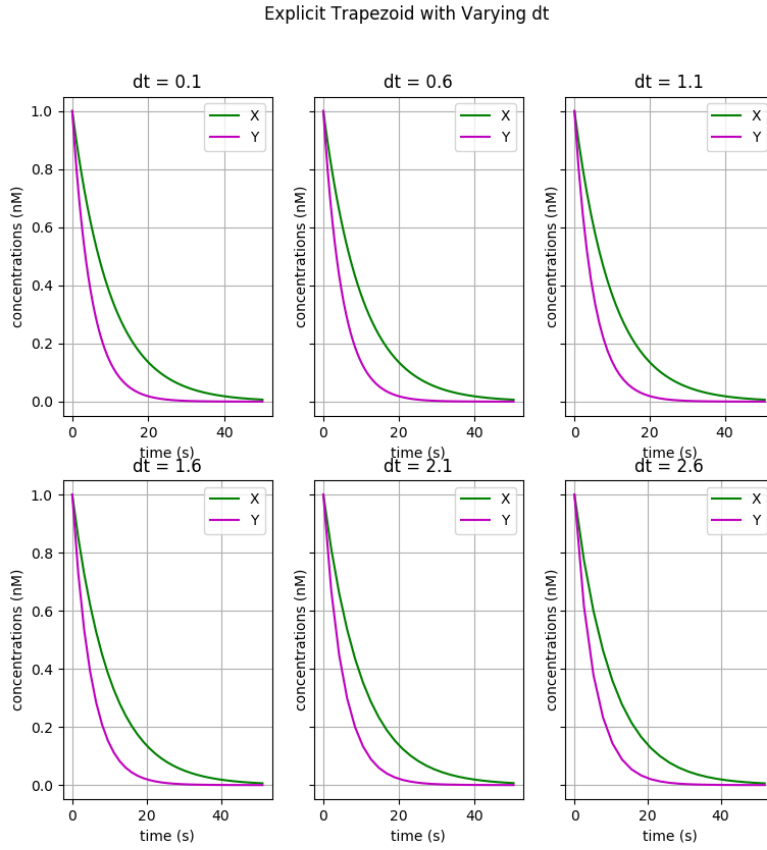 Explicit Trapezoid with Varying dt
dt = 0.1
dt = 0.6
dt = 1.1
X
Y
X
Y
X
Y
concentrations (nM)
1.0
0.8
0.6
0.4
0.2
0.0
concentrations (nM)
concentrations (nM)
0
20
40
0
20
40
0
20
40
time (s)
time (s)
time (s)
dt = 1.6
dt = 2.1
dt = 2.6
X
Y
X
Y
X
Y
concentrations (nM)
1.0
0.8
0.6
0.4
0.2
0.0
concentrations (nM)
concentrations (nM)
0
20
40
0
20
40
0
20
40
time (s)
time (s)
time (s)